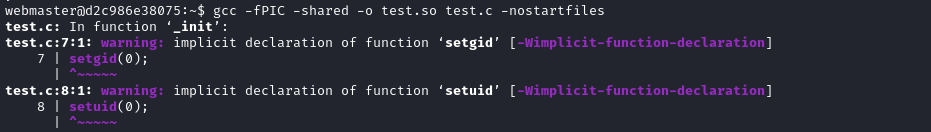 webmaster@d2c986e38075:~$ gcc -fPIC -shared -o test.so test.c -nostartfiles
test.c: In function ‘_init’:
test.c:7:1: warning: implicit declaration of function ‘setgid’ [-Wimplicit-function-declaration]
    7 | setgid(0);
      | ^~~~~~
test.c:8:1: warning: implicit declaration of function ‘setuid’ [-Wimplicit-function-declaration]
    8 | setuid(0);
      | ^~~~~~